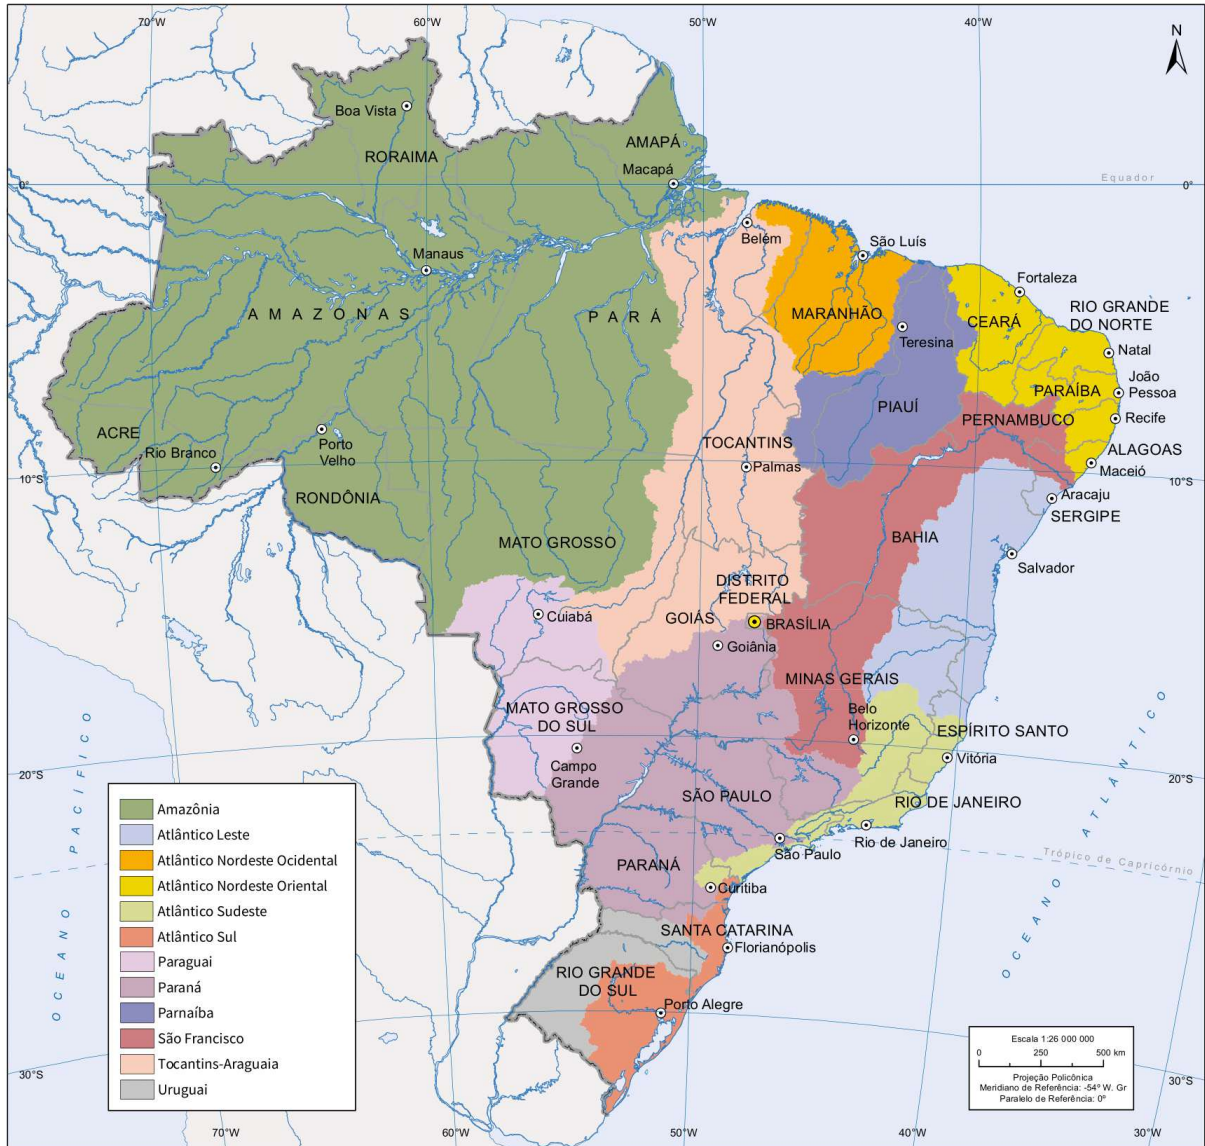 70°W
60°W
50°W
40°W
N
Boa Vista
RORAIMA
AMAPÁ
Macapá
0°
Equador
0°
Belém
São Luís
Manaus
Fortaleza
AMAZONAS
PARÁ
MARANHÃO
Teresina
CEARÁ
RIO GRANDE
DO NORTE
Natal
João
Pessoa
PARAÍBA
PIAUÍ
PERNAMBUCO
Recife
ACRE
Rio Branco
Porto
Velho
TOCANTINS
Palmas
ALAGOAS
Maceió
10°S
10°S
RONDÔNIA
Aracaju
SERGIPE
MATO GROSSO
BAHIA
Salvador
DISTRITO
FEDERAL
Cuiabá
GOIÁS
BRASÍLIA
Goiânia
MINAS GERAIS
MATO GROSSO
DO SUL
Belo
Horizonte
ESPÍRITO SANTO
Vitória
Campo
Grande
20°S
20°S
SÃO PAULO
RIO DE JANEIRO
Rio de Janeiro
São Paulo
Trópico de Capricórnio
PARANÁ
Curitiba
SANTA CATARINA
Florianópolis
RIO GRANDE
DO SUL
Porto Alegre
OCEANO PACÍFICO
OCEANO ATLÂNTICO
Amazônia
Atlântico Leste
Atlântico Nordeste Ocidental
Atlântico Nordeste Oriental
Atlântico Sudeste
Atlântico Sul
Paraguai
Paraná
Parnaíba
São Francisco
Tocantins-Araguaia
Uruguai
Escala 1:26 000 000
0 250 500 km
Projeção Policônica
Meridiano de Referência: -54º W. Gr
Paralelo de Referência: 0º
30°S
30°S
70°W
60°W
50°W
40°W
30°W